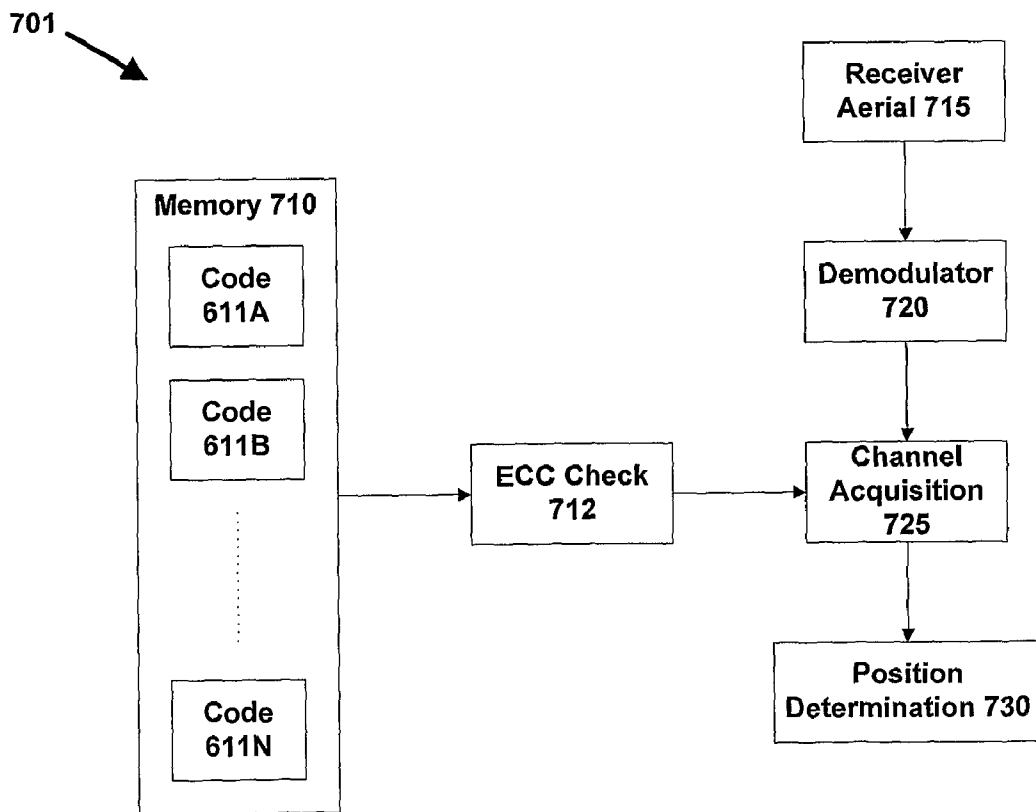 701
Receiver
Aerial 715
Memory 710
Code
611A
Demodulator
720
Code
611B
ECC Check
712
Channel
Acquisition
725
Code
611N
Position
Determination 730